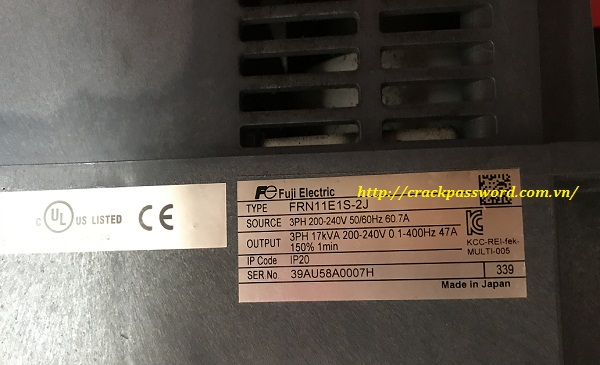 https://crackpassword.com.vn/
Fe Fuji Electric
TYPE FRN11E1S-2J
SOURCE 3PH 200-240V 50/60Hz 60.7A
OUTPUT 3PH 17kVA 200-240V 0.1-400Hz 47A
150% 1min
IP Code IP20
SER No. 39AU58A0007H
KCC-REI-fek-
MULTI-005
339
Made in Japan
C UL US LISTED CE